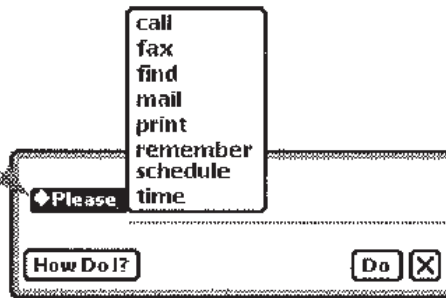 call
fax
find
mail
print
remember
schedule
◆Please time
How Do I? Do X